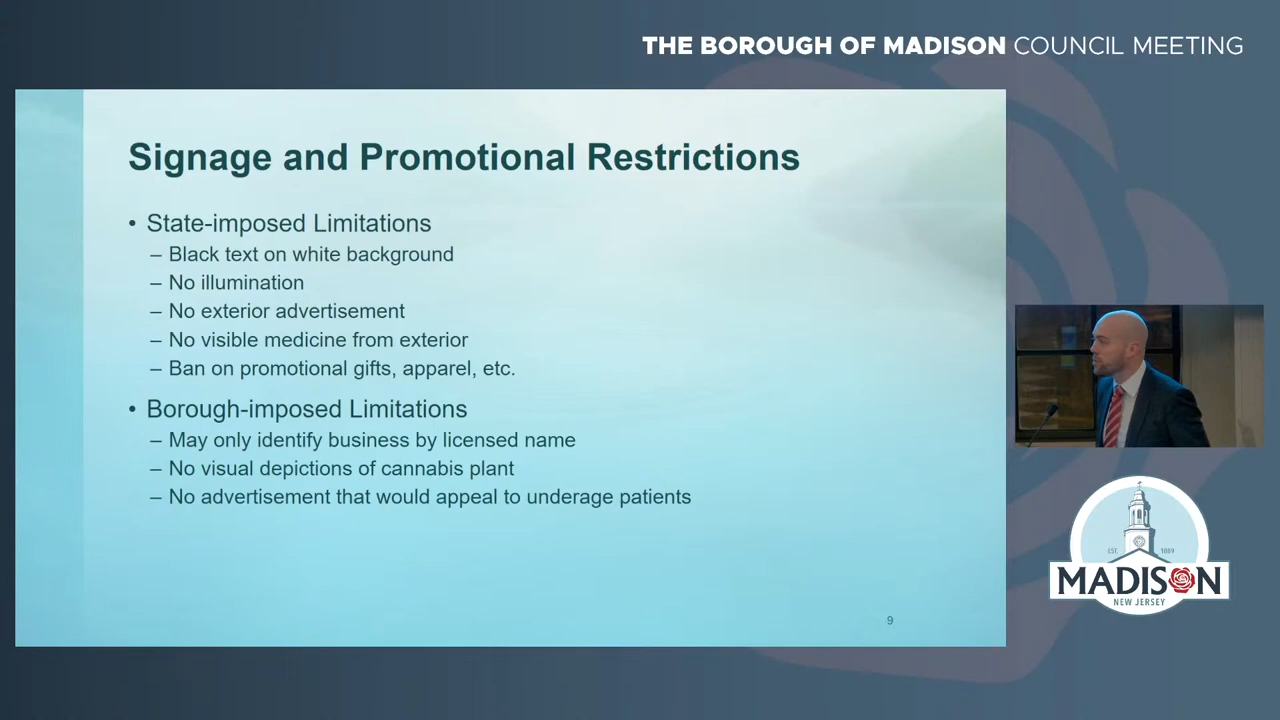 THE BOROUGH OF MADISON COUNCIL MEETING
Signage and Promotional Restrictions
• State-imposed Limitations
– Black text on white background
– No illumination
– No exterior advertisement
– No visible medicine from exterior
– Ban on promotional gifts, apparel, etc.
• Borough-imposed Limitations
– May only identify business by licensed name
– No visual depictions of cannabis plant
– No advertisement that would appeal to underage patients
9
EST. 1889
MADISON
NEW JERSEY